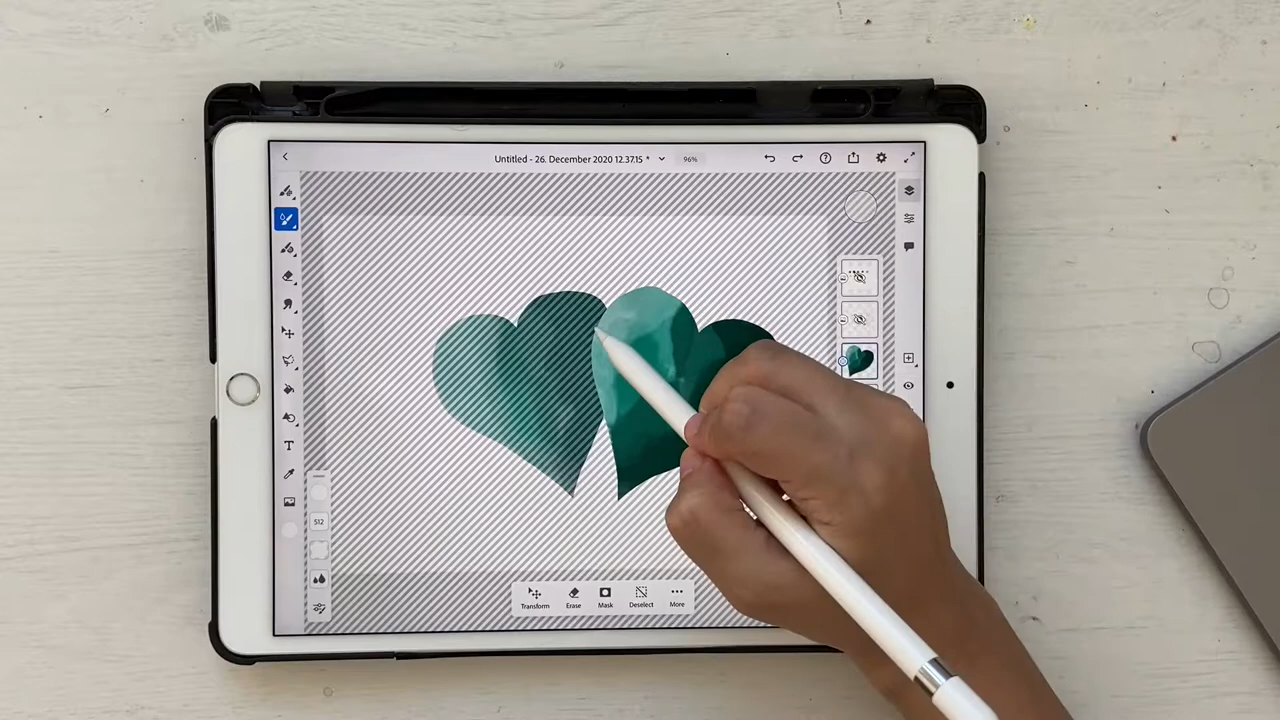 Untitled - 26. December 2020 12.37.15 *
96%
T
512
Transform
Erase
Mask
Deselect
More